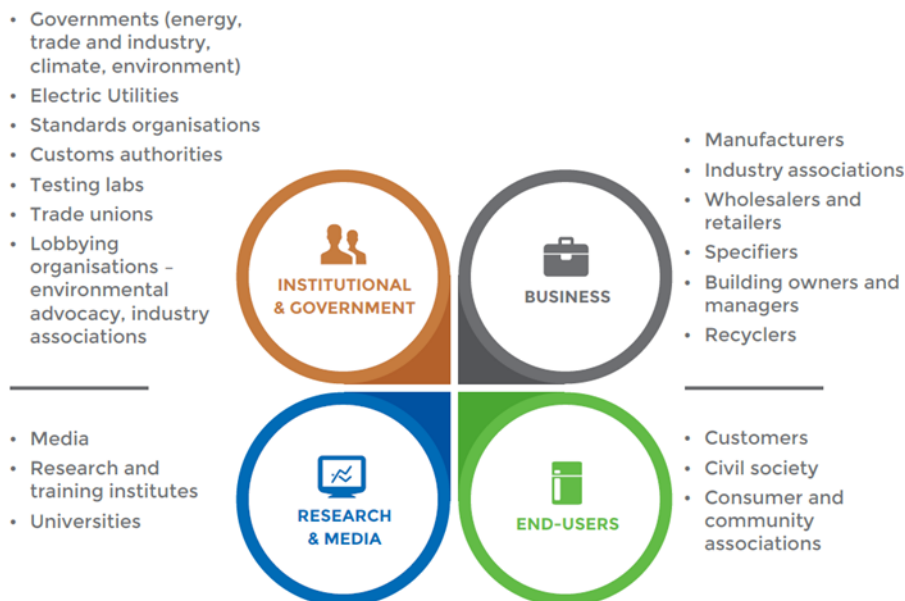 • Governments (energy,
trade and industry,
climate, environment)
• Electric Utilities
• Standards organisations
• Customs authorities
• Testing labs
• Trade unions
• Lobbying
organisations –
environmental
advocacy, industry
associations
INSTITUTIONAL
& GOVERNMENT
BUSINESS
• Manufacturers
• Industry associations
• Wholesalers and
retailers
• Specifiers
• Building owners and
managers
• Recyclers
• Media
• Research and
training institutes
• Universities
RESEARCH
& MEDIA
END-USERS
• Customers
• Civil society
• Consumer and
community
associations